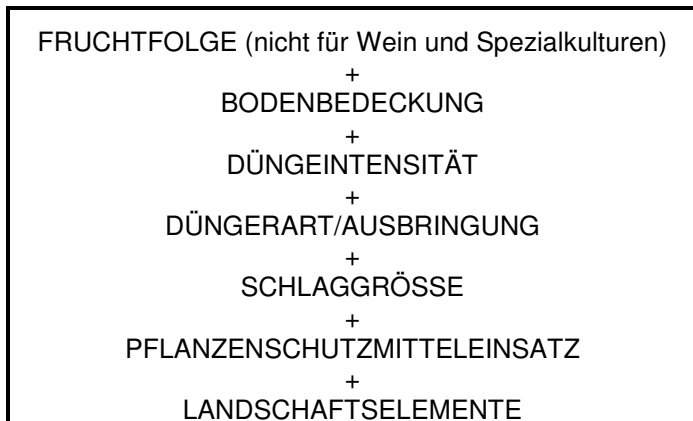 FRUCHTFOLGE (nicht für Wein und Spezialkulturen)
+
BODENBEDECKUNG
+
DÜNGEINTENSITÄT
+
DÜNGERART/AUSBRINGUNG
+
SCHLAGGRÖSSE
+
PFLANZENSCHUTZMITTELEINSATZ
+
LANDSCHAFTSELEMENTE